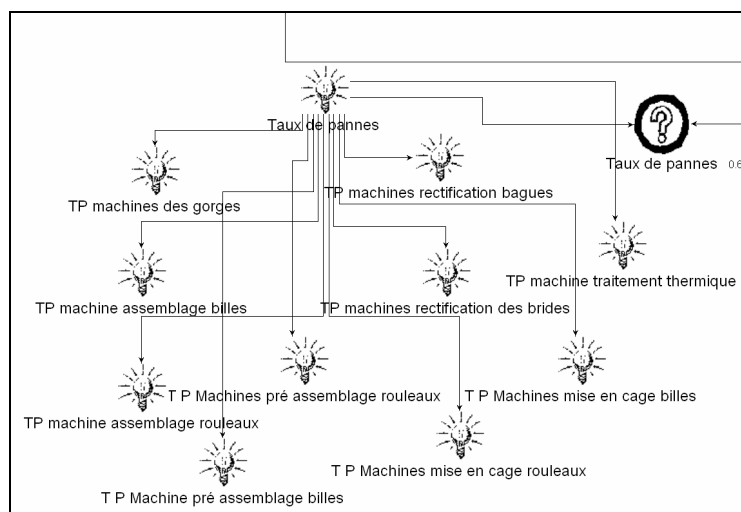 Taux de pannes
Taux de pannes 0.6
TP machines rectification bagues
TP machines des gorges
TP machine traitement thermique
TP machine assemblage billes
TP machines rectification des brides
T P Machines pré assemblage rouleaux
T P Machines mise en cage billes
TP machine assemblage rouleaux
T P Machines mise en cage rouleaux
T P Machine pré assemblage billes